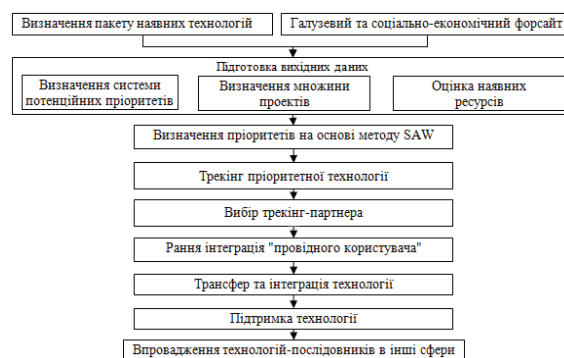 Визначення пакету наявних технологій
Галузевий та соціально-економічний форсайт
Підготовка вихідних даних
Визначення системи
потенційних пріоритетів
Визначення множини
проектів
Оцінка наявних
ресурсів
Визначення пріоритетів на основі методу SAW
Трекінг пріоритетної технології
Вибір трекінг-партнера
Рання інтеграція "провідного користувача"
Трансфер та інтеграція технології
Підтримка технології
Впровадження технологій-послідовників в інші сфери